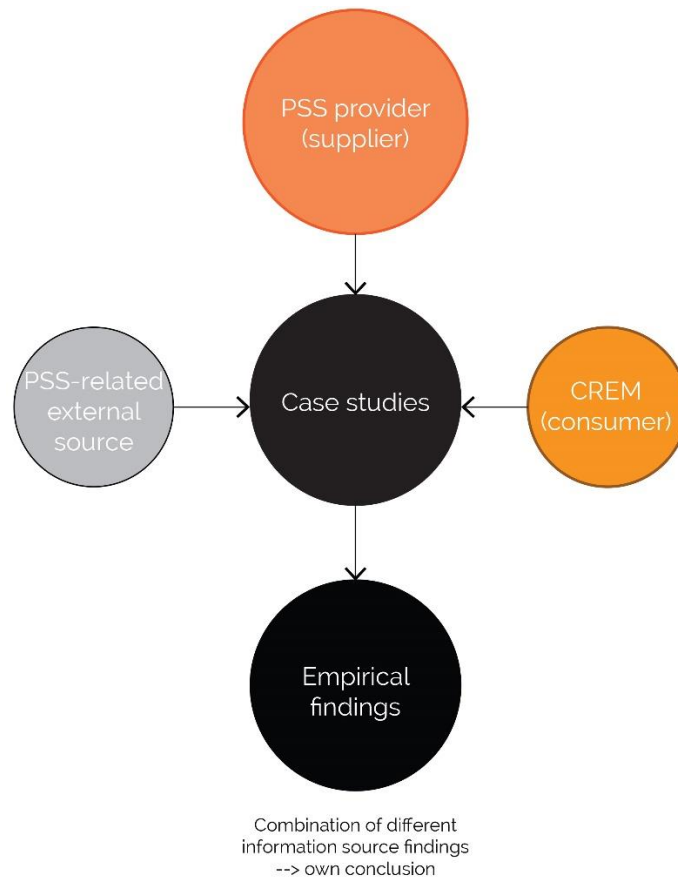 PSS provider
(supplier)
PSS-related
external
source
Case studies
CREM
(consumer)
Empirical
findings
Combination of different
information source findings
--> own conclusion